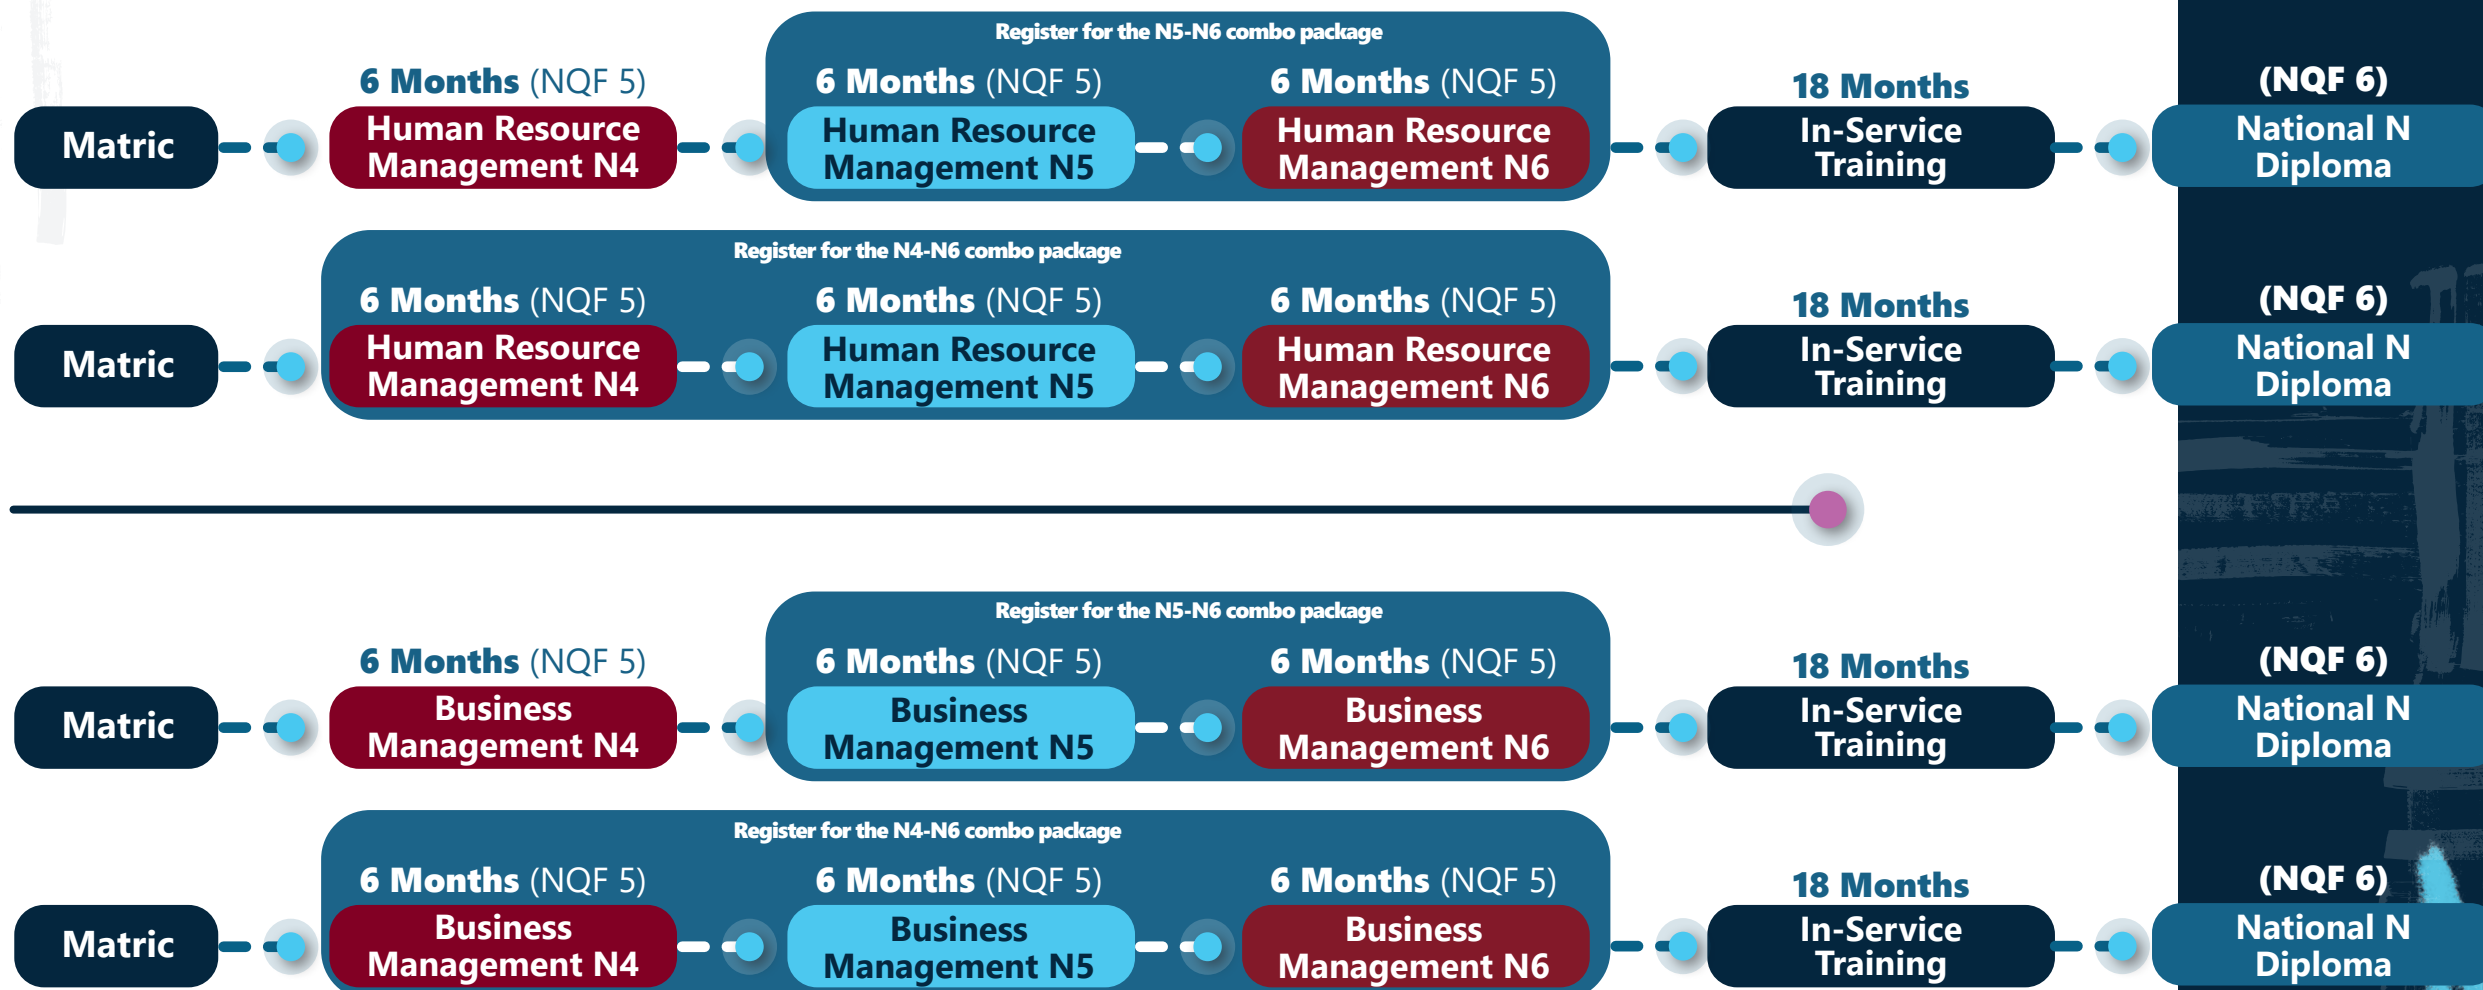 Register for the N5-N6 combo package
6 Months (NQF 5)
6 Months (NQF 5)
6 Months (NQF 5)
18 Months
(NQF 6)
Matric
Human Resource
Management N4
Human Resource
Management N5
Human Resource
Management N6
In-Service
Training
National N
Diploma
Register for the N4-N6 combo package
6 Months (NQF 5)
6 Months (NQF 5)
6 Months (NQF 5)
18 Months
(NQF 6)
Matric
Human Resource
Management N4
Human Resource
Management N5
Human Resource
Management N6
In-Service
Training
National N
Diploma
Register for the N5-N6 combo package
6 Months (NQF 5)
6 Months (NQF 5)
6 Months (NQF 5)
18 Months
(NQF 6)
Matric
Business
Management N4
Business
Management N5
Business
Management N6
In-Service
Training
National N
Diploma
Register for the N4-N6 combo package
6 Months (NQF 5)
6 Months (NQF 5)
6 Months (NQF 5)
18 Months
(NQF 6)
Matric
Business
Management N4
Business
Management N5
Business
Management N6
In-Service
Training
National N
Diploma